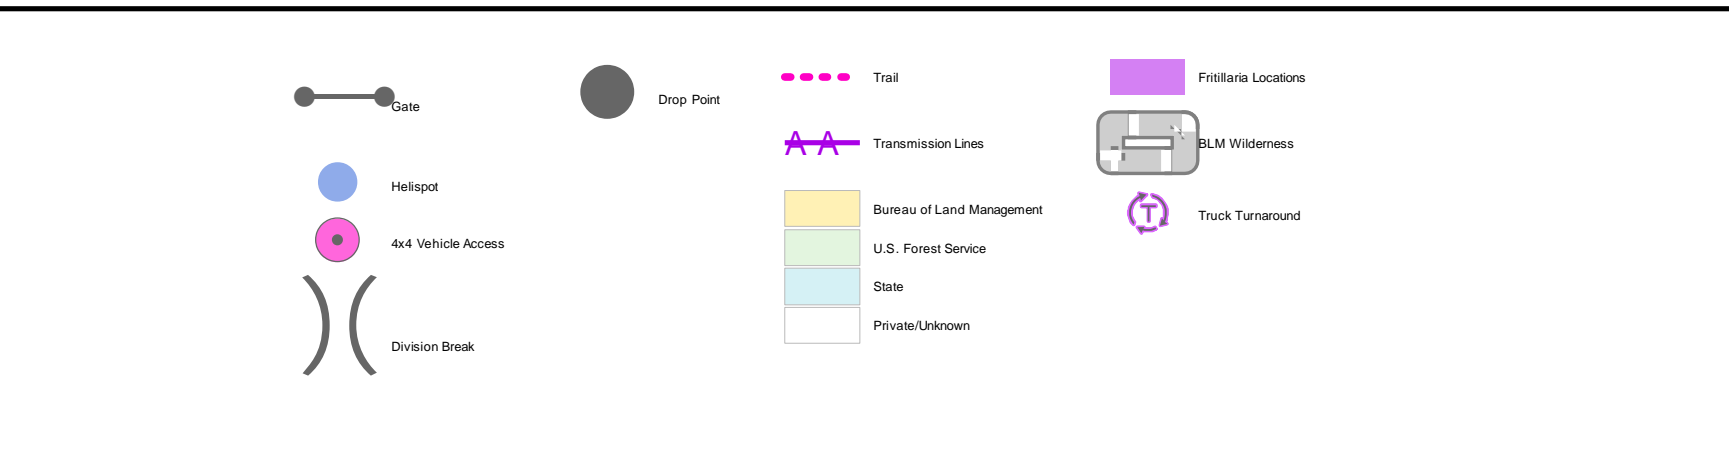 Gate
Helispot
4x4 Vehicle Access
Division Break
Drop Point
Trail
A A
Transmission Lines
Bureau of Land Management
U.S. Forest Service
State
Private/Unknown
Fritillaria Locations
BLM Wilderness
T
Truck Turnaround